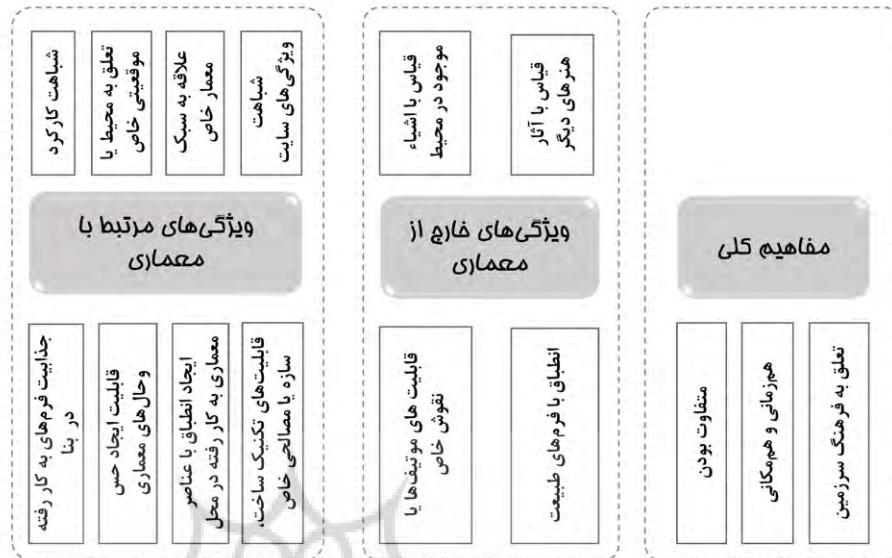 مفاهیم کلی
متفاوت بودن
هم‌زمانی و هم‌مکانی
تعلق به فرهنگ سرزمین
قیاس با اشیاء
موجود در محیط
قیاس با آثار
هنرهای دیگر
ویژگی‌های خارج از
معماری
قابلیت های موتیف‌ها یا
نقوش خاص
انطباق با فرم‌های طبیعت
شباهت کارکرد
تعلق به محیط یا
موقعیتی خاص
علاقه به سبک
معمار خاص
شباهت
ویژگی‌های سایت
ویژگی‌های مرتبط با
معماری
جذابیت فرم‌های به کار رفته
در بنا
قابلیت ایجاد حس
وحال‌های معماری
ایجاد انطباق با عناصر
معماری به کار رفته در محل
قابلیت‌های تکنیک ساخت،
سازه یا مصالحی خاص